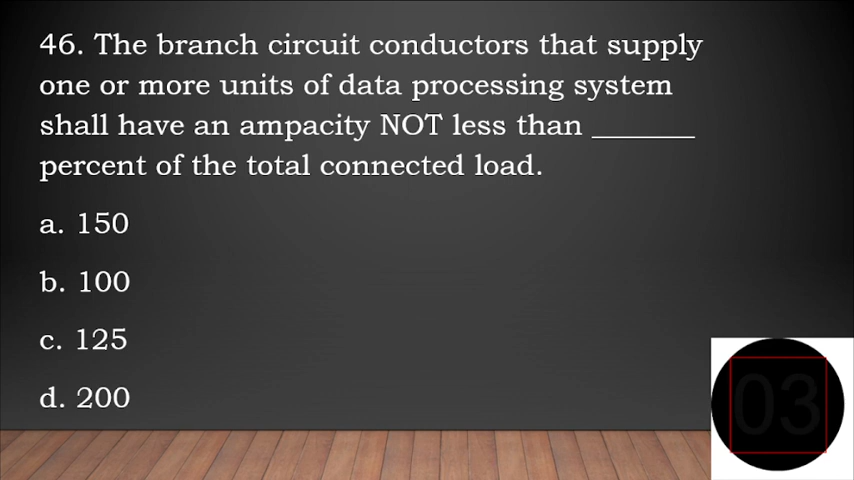 46. The branch circuit conductors that supply
one or more units of data processing system
shall have an ampacity NOT less than _______
percent of the total connected load.
a. 150
b. 100
c. 125
d. 200
03